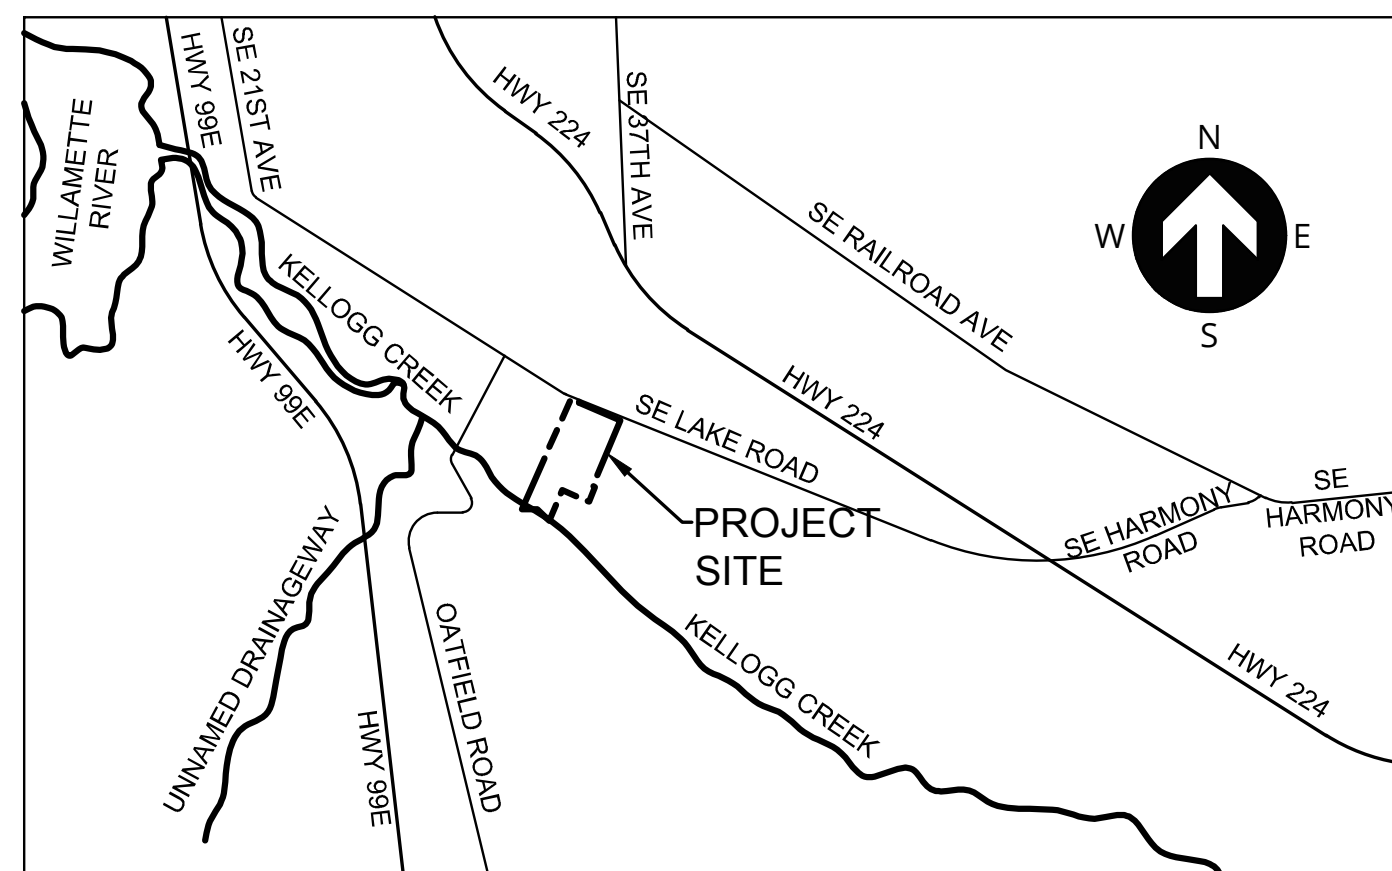 HWY 99E
SE 21ST AVE
HWY 224
SE 37TH AVE
N
W
E
S
WILLAMETTE
RIVER
SE RAILROAD AVE
KELLOGG CREEK
HWY 99E
HWY 224
SE LAKE ROAD
PROJECT
SITE
SE HARMONY
ROAD
SE
HARMONY
ROAD
UNNAMED DRAINAGEWAY
OATFIELD ROAD
KELLOGG CREEK
HWY 224
HWY 99E